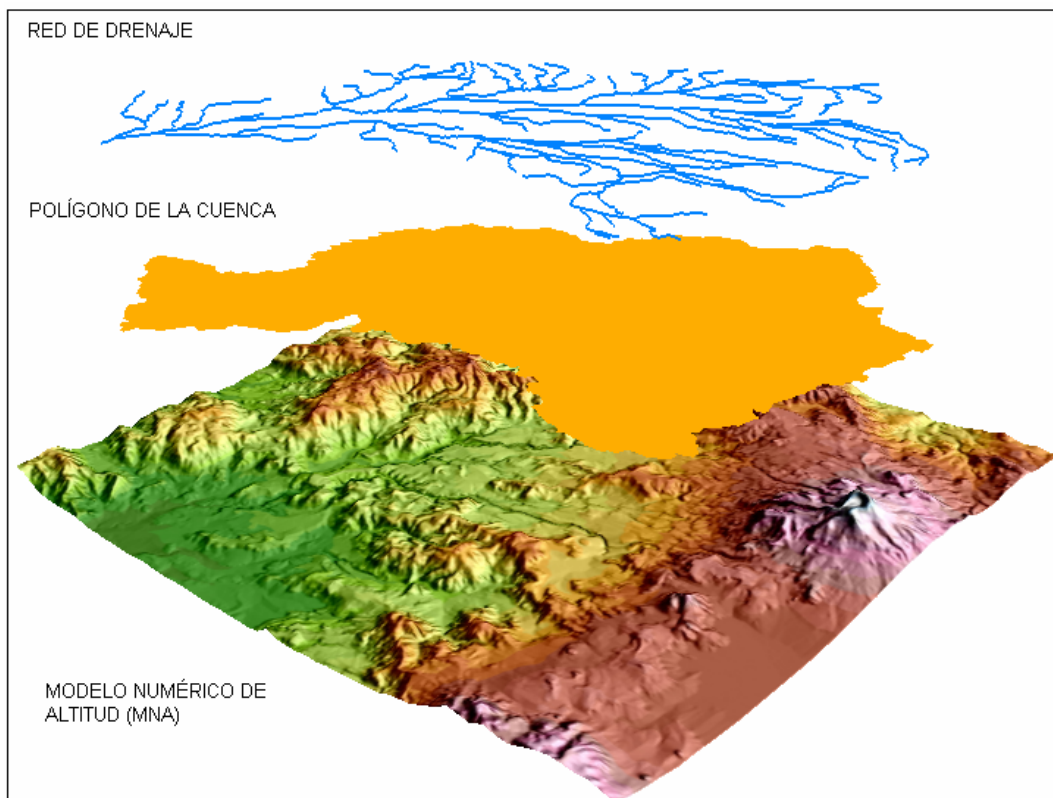 RED DE DRENAJE
POLÍGONO DE LA CUENCA
MODELO NUMÉRICO DE
ALTITUD (MNA)